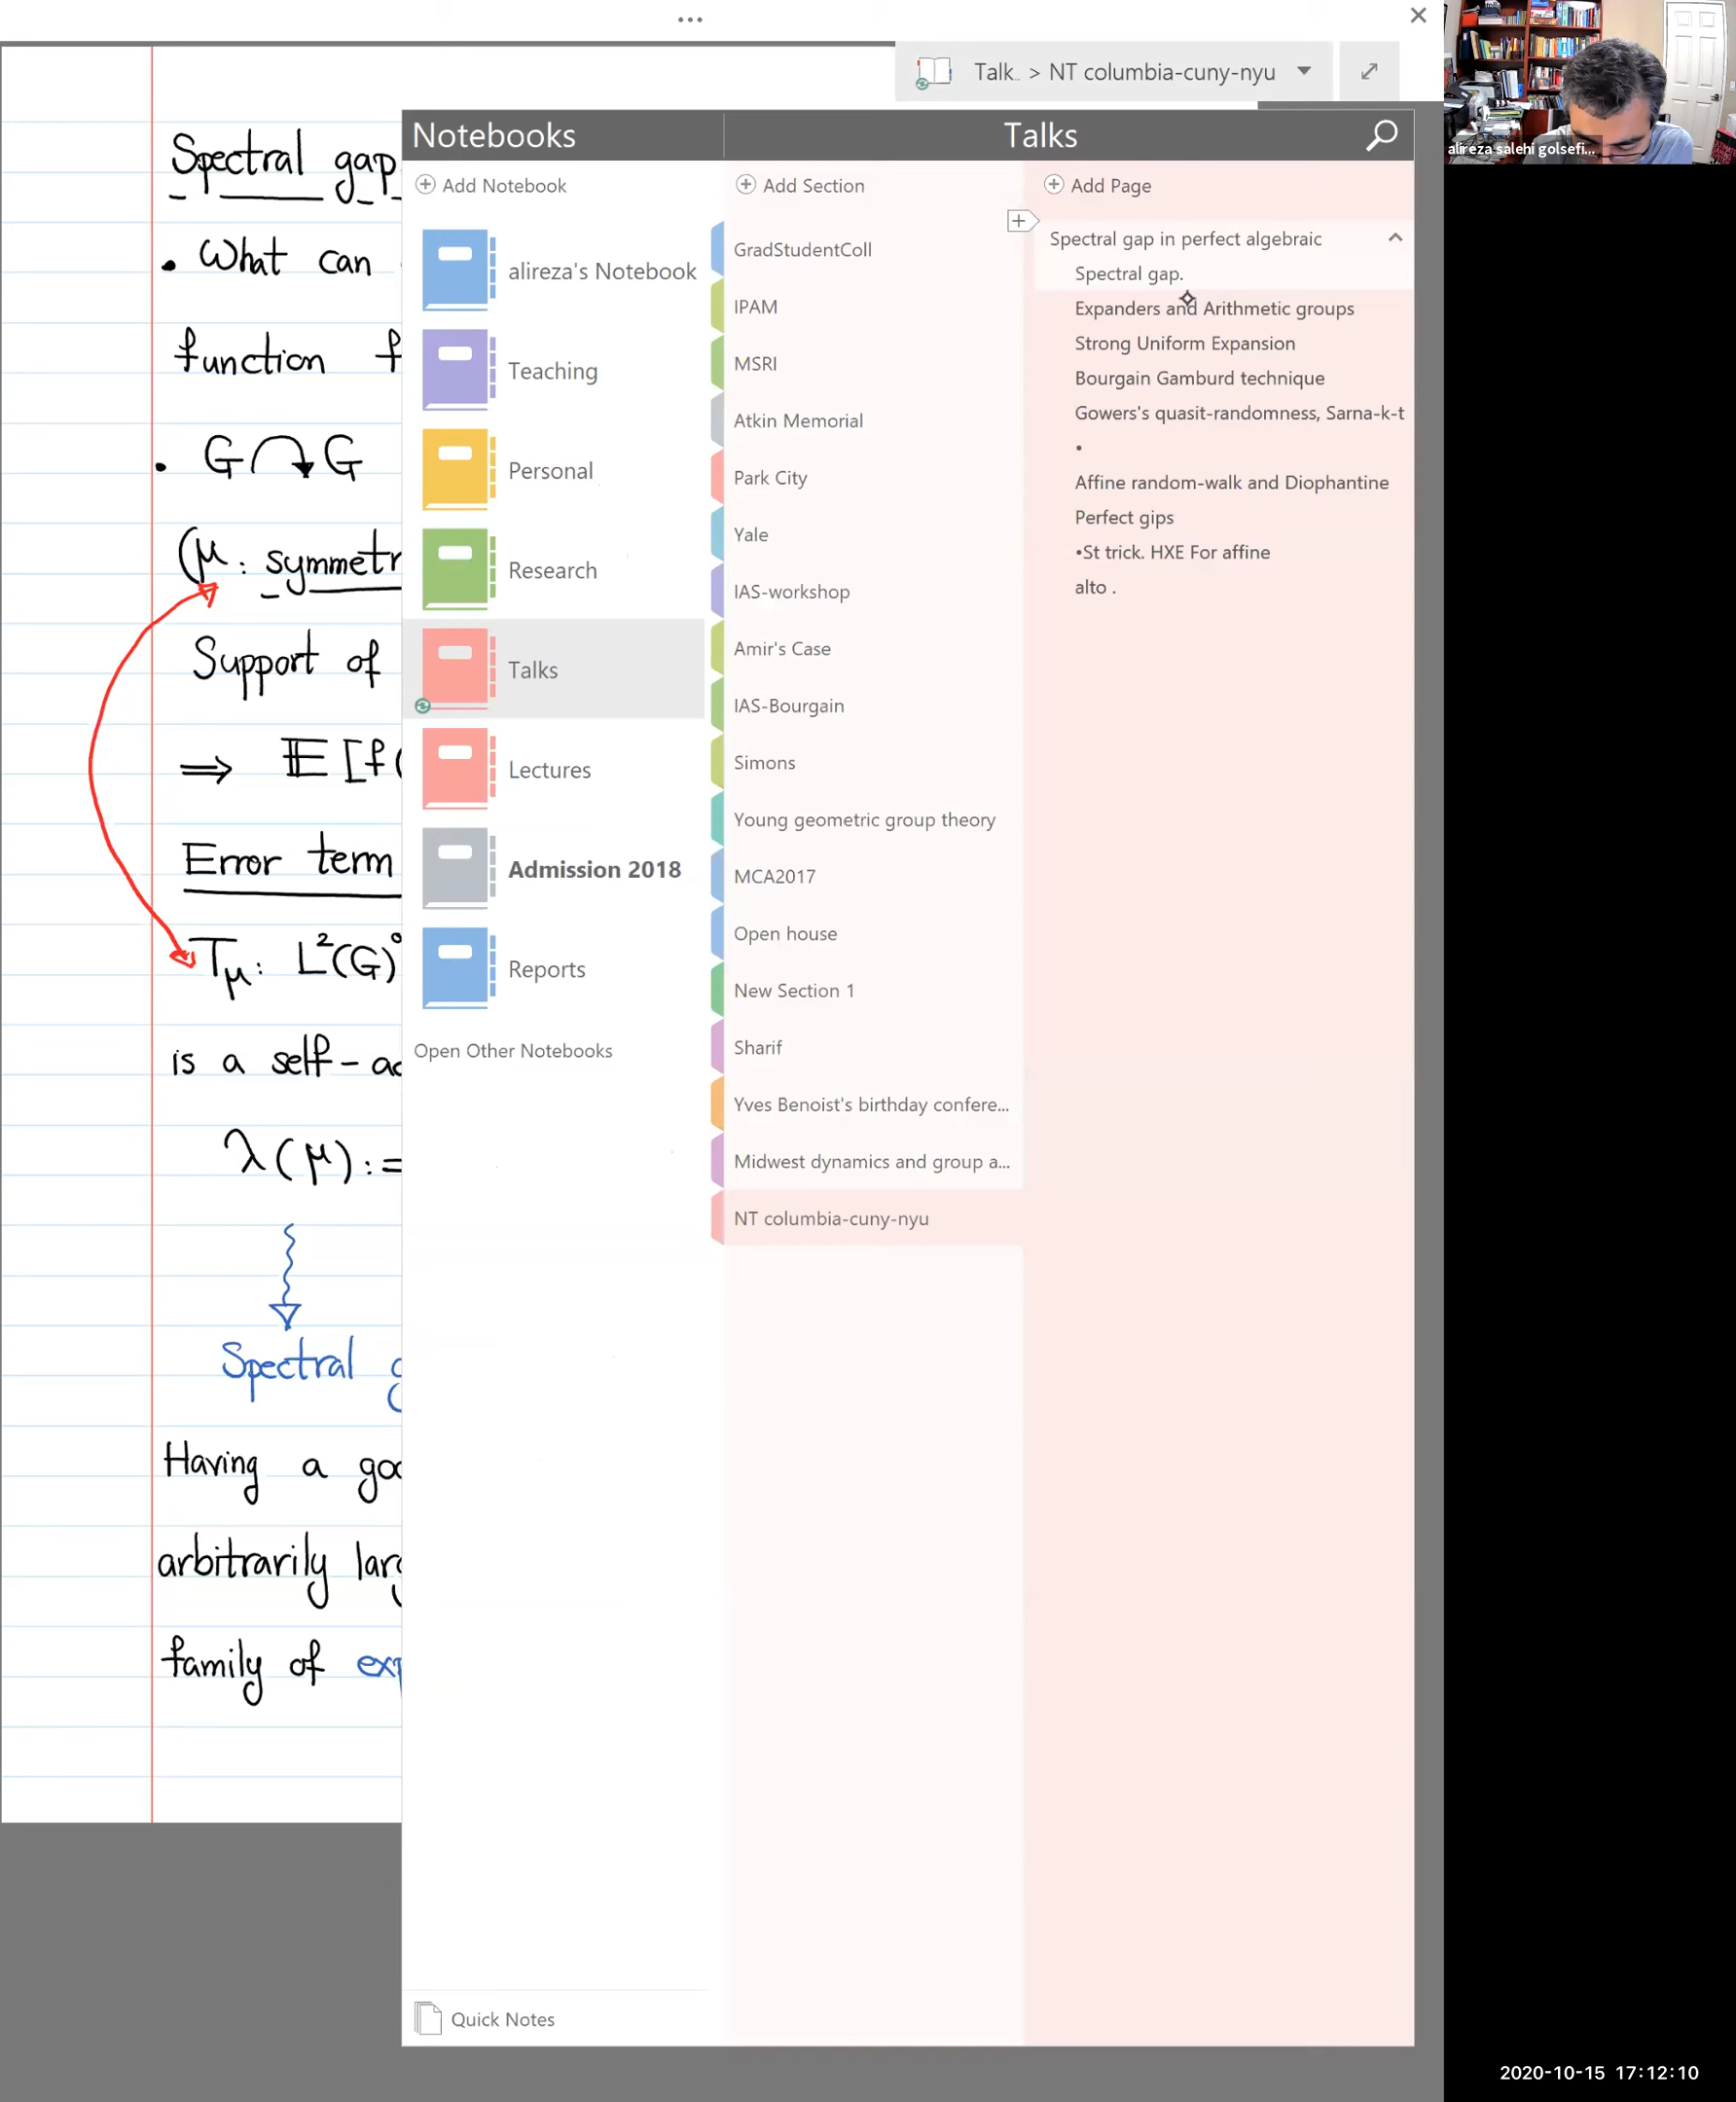 Talk.. > NT columbia-cuny-nyu
alireza salehi golsefi...
Spectral gap
• What can
function f
• G G
(μ: symmetr
Support of
⟹ 𝔼[f(
Error term
Tμ: L²(G)°
is a self-ad
λ(μ):=
Spectral g
Having a goo
arbitrarily larg
family of exp
Notebooks
Add Notebook
alireza's Notebook
Teaching
Personal
Research
Talks
Lectures
Admission 2018
Reports
Open Other Notebooks
Quick Notes
Talks
Add Section
GradStudentColl
IPAM
MSRI
Atkin Memorial
Park City
Yale
IAS-workshop
Amir's Case
IAS-Bourgain
Simons
Young geometric group theory
MCA2017
Open house
New Section 1
Sharif
Yves Benoist's birthday confere...
Midwest dynamics and group a...
NT columbia-cuny-nyu
Add Page
Spectral gap in perfect algebraic
Spectral gap.
Expanders and Arithmetic groups
Strong Uniform Expansion
Bourgain Gamburd technique
Gowers's quasit-randomness, Sarna-k-t
•
Affine random-walk and Diophantine
Perfect gips
•St trick. HXE For affine
alto .
2020-10-15 17:12:10